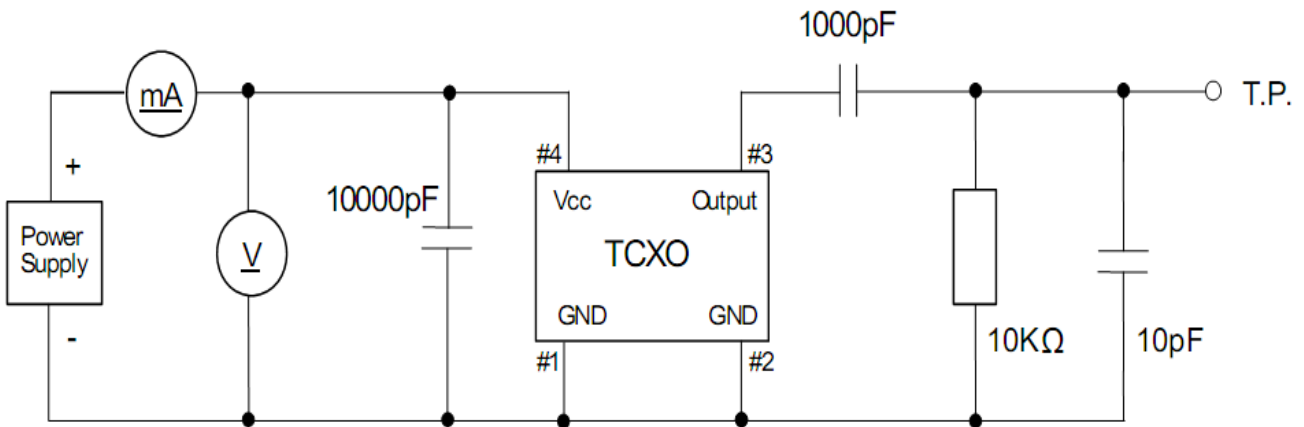 1000pF
mA
T.P.
+
#4
#3
10000pF
Vcc
Output
Power
Supply
V
TCXO
GND
GND
-
#1
#2
10KΩ
10pF